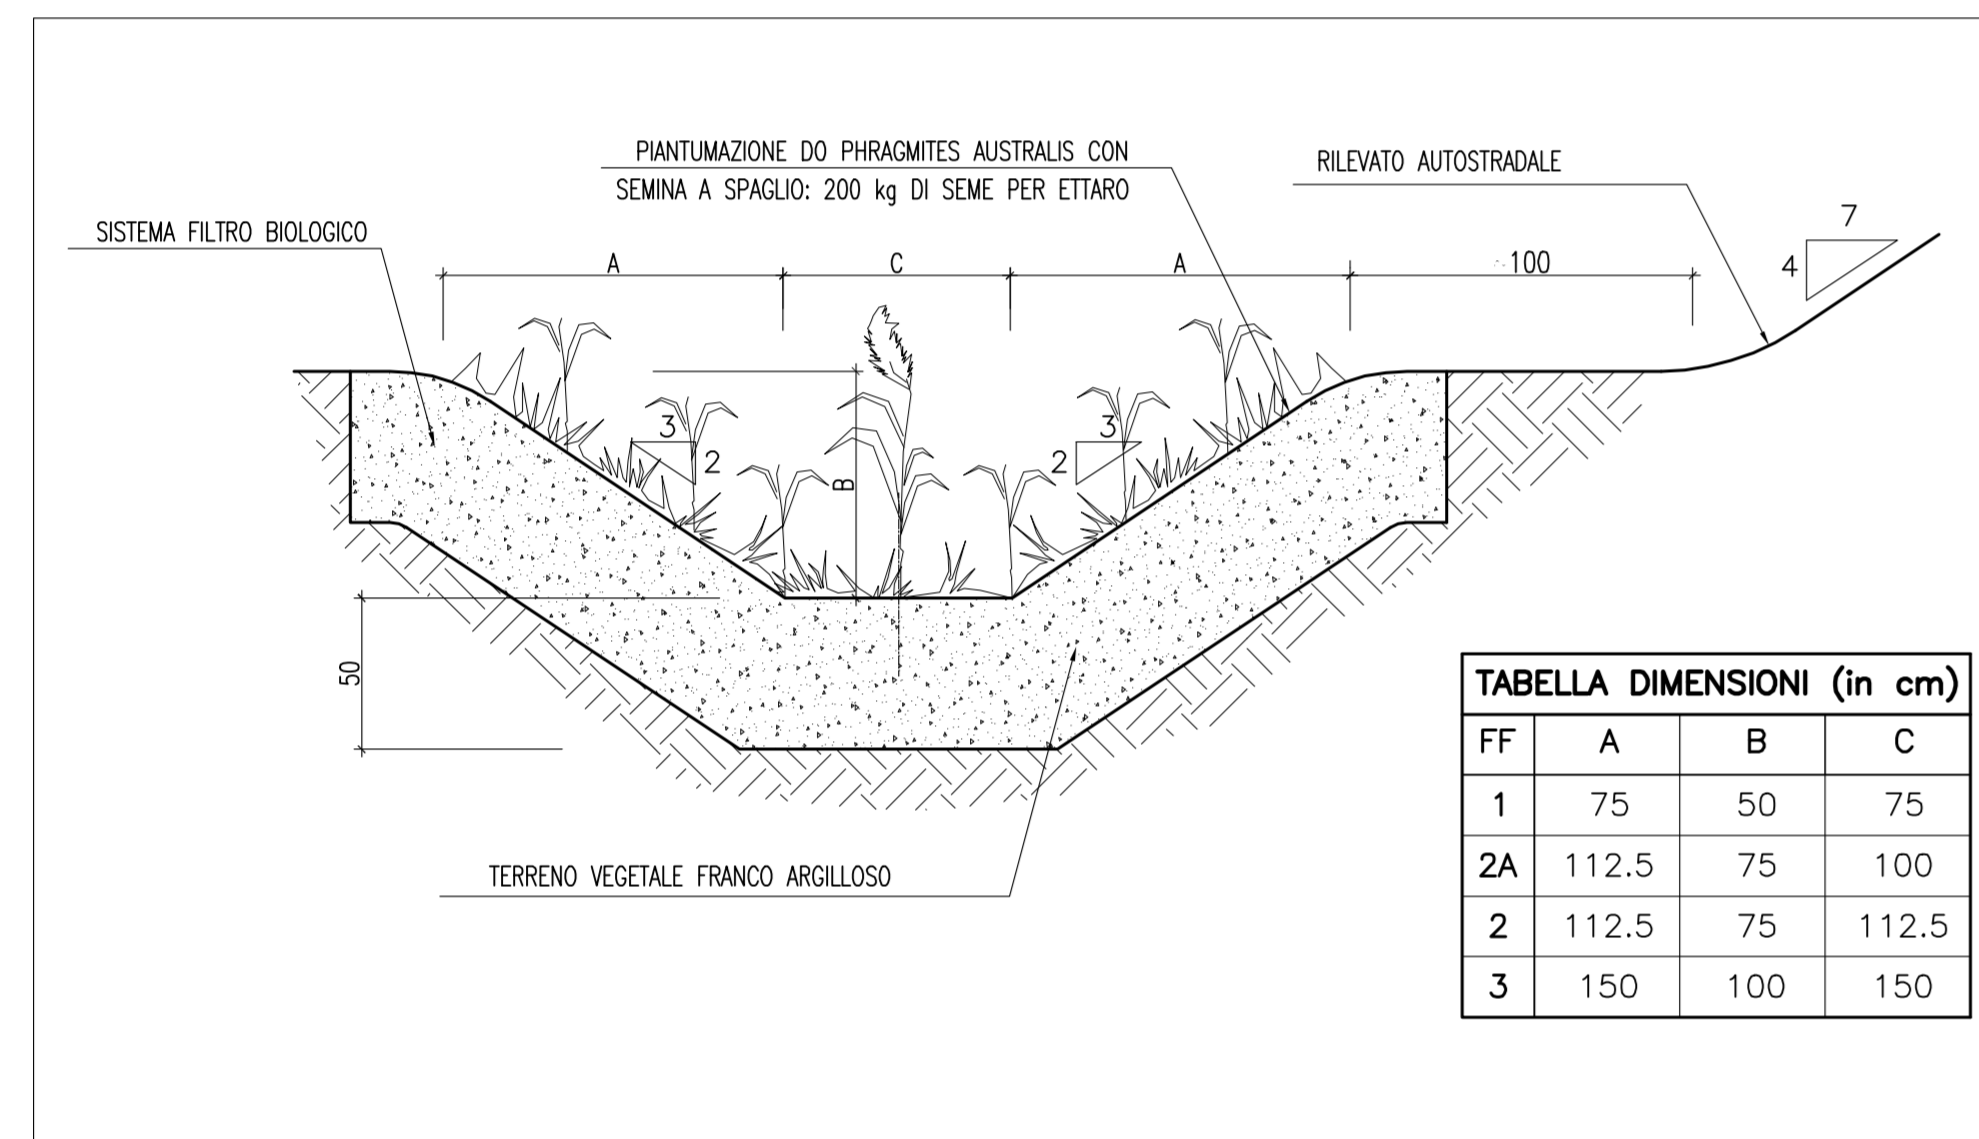 PIANTUMAZIONE DO PHRAGMITES AUSTRALIS CON
SEMINA A SPAGLIO: 200 kg DI SEME PER ETTARO
RILEVATO AUTOSTRADALE
SISTEMA FILTRO BIOLOGICO
7
4
A
C
A
100
3
2
3
2
B
50
TERRENO VEGETALE FRANCO ARGILLOSO
TABELLA DIMENSIONI (in cm)
FF A B C
1 75 50 75
2A 112.5 75 100
2 112.5 75 112.5
3 150 100 150